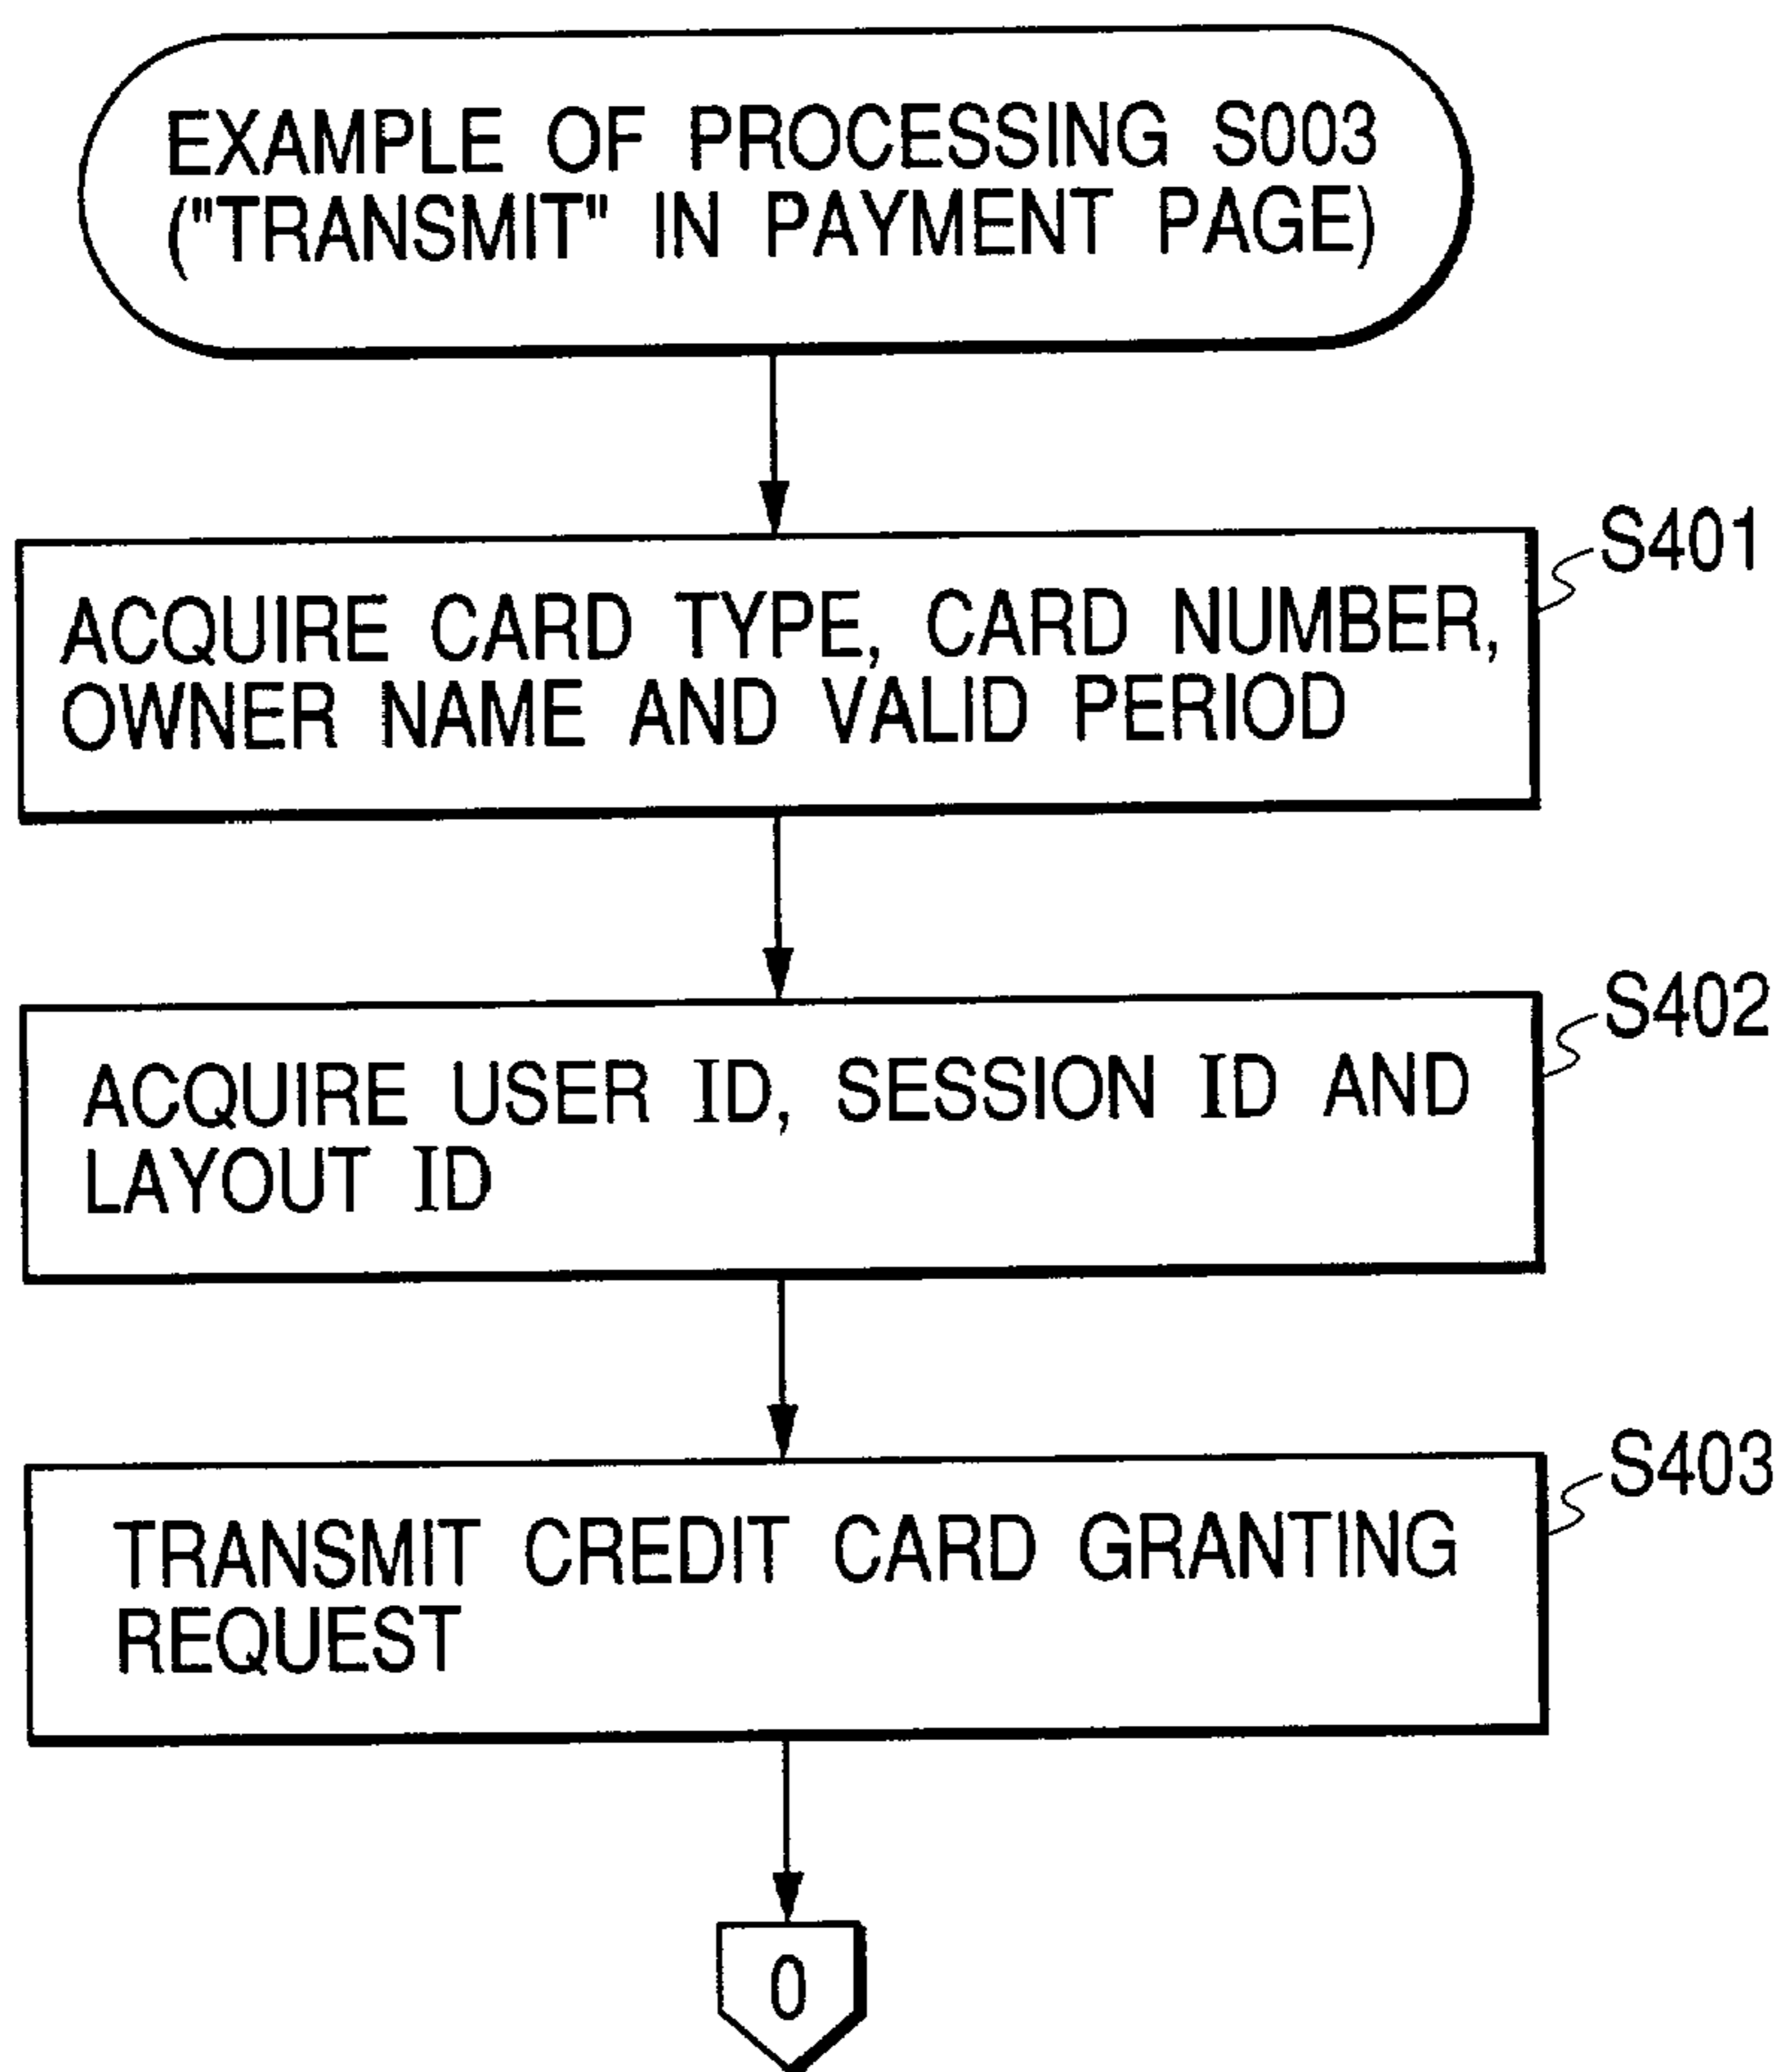 EXAMPLE OF PROCESSING S003
("TRANSMIT" IN PAYMENT PAGE)
S401
ACQUIRE CARD TYPE, CARD NUMBER,
OWNER NAME AND VALID PERIOD
S402
ACQUIRE USER ID, SESSION ID AND
LAYOUT ID
S403
TRANSMIT CREDIT CARD GRANTING
REQUEST
0